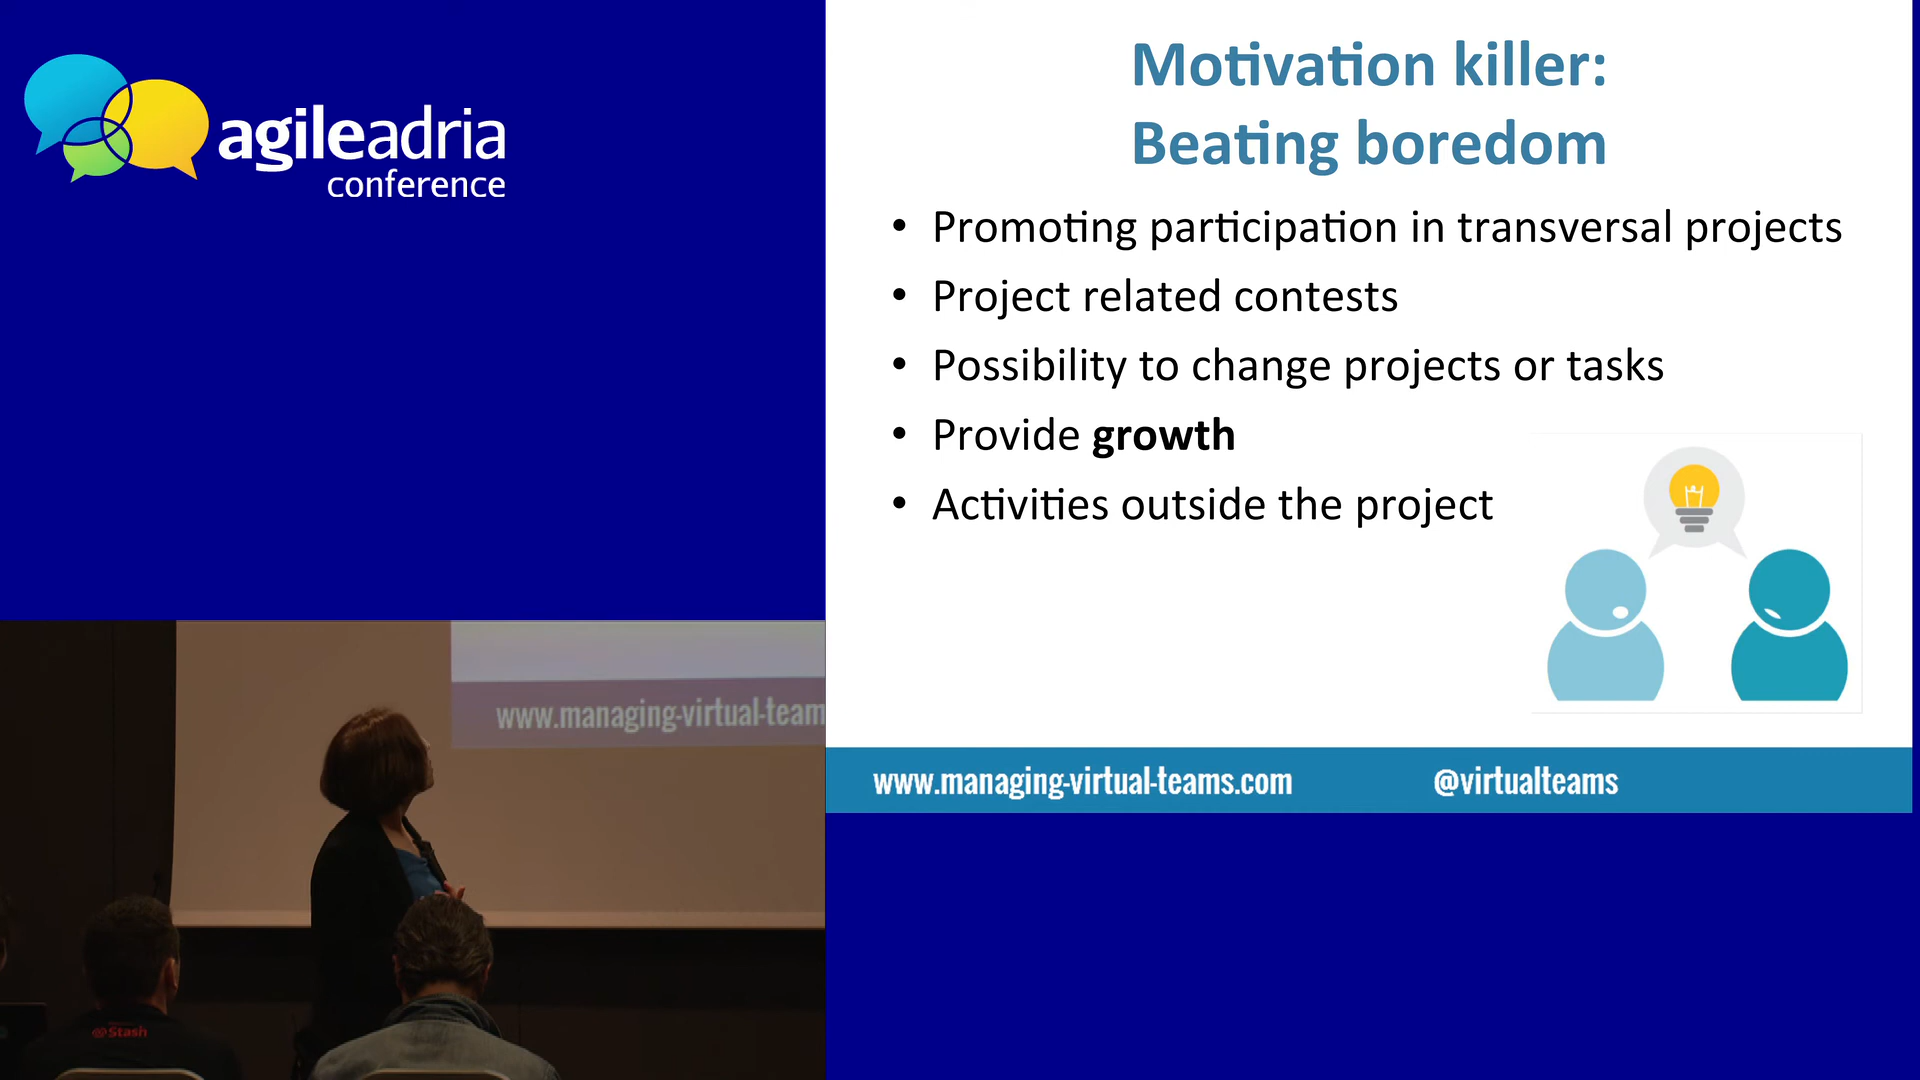 agileadria
conference
Motivation killer:
Beating boredom
• Promoting participation in transversal projects
• Project related contests
• Possibility to change projects or tasks
• Provide growth
• Activities outside the project
www.managing-virtual-teams.com
@virtualteams
www.managing-virtual-team
@Stash